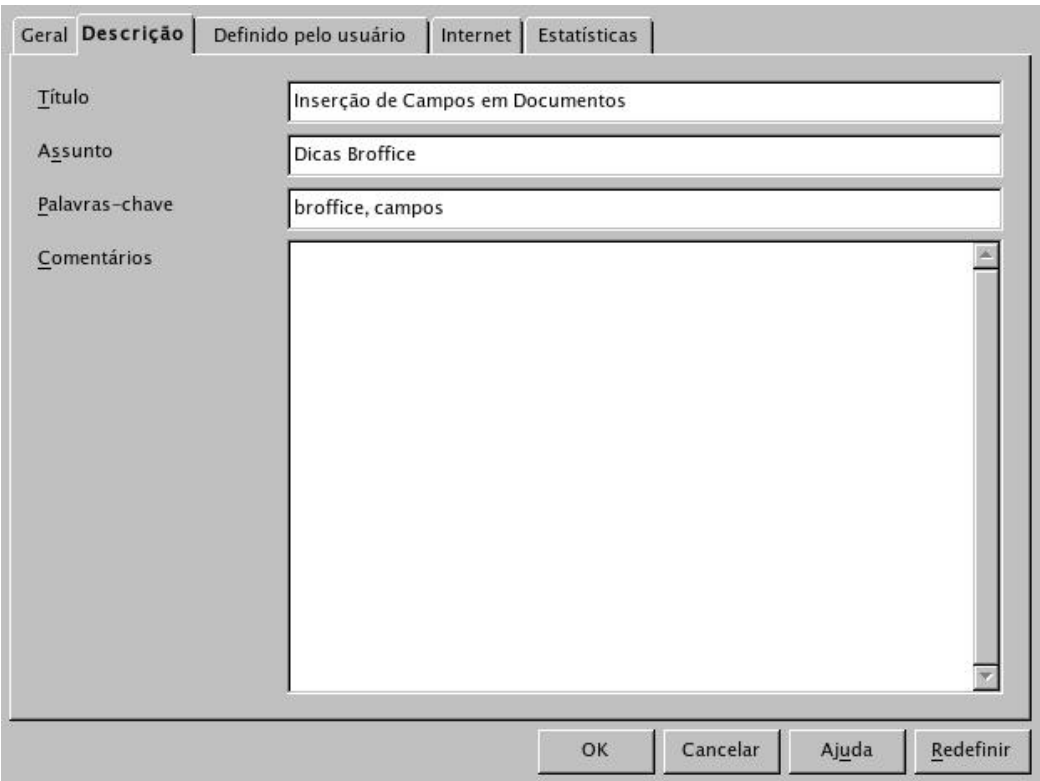 Geral Descrição Definido pelo usuário Internet Estatísticas
Título Inserção de Campos em Documentos
Assunto Dicas Broffice
Palavras-chave broffice, campos
Comentários
OK Cancelar Ajuda Redefinir